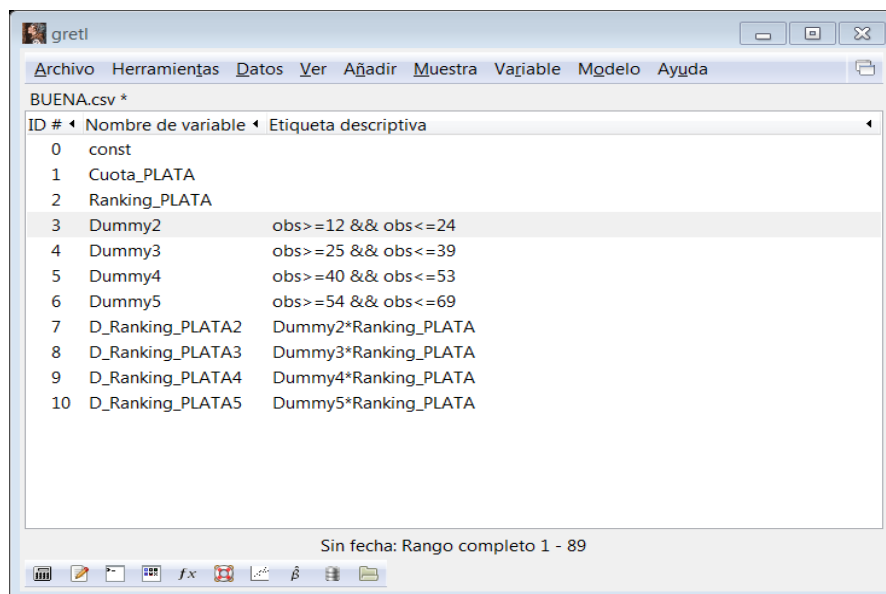 gretl
Archivo Herramientas Datos Ver Añadir Muestra Variable Modelo Ayuda
BUENA.csv *
ID # Nombre de variable Etiqueta descriptiva
0 const
1 Cuota_PLATA
2 Ranking_PLATA
3 Dummy2 obs>=12 && obs<=24
4 Dummy3 obs>=25 && obs<=39
5 Dummy4 obs>=40 && obs<=53
6 Dummy5 obs>=54 && obs<=69
7 D_Ranking_PLATA2 Dummy2*Ranking_PLATA
8 D_Ranking_PLATA3 Dummy3*Ranking_PLATA
9 D_Ranking_PLATA4 Dummy4*Ranking_PLATA
10 D_Ranking_PLATA5 Dummy5*Ranking_PLATA
Sin fecha: Rango completo 1 - 89
fx β̂